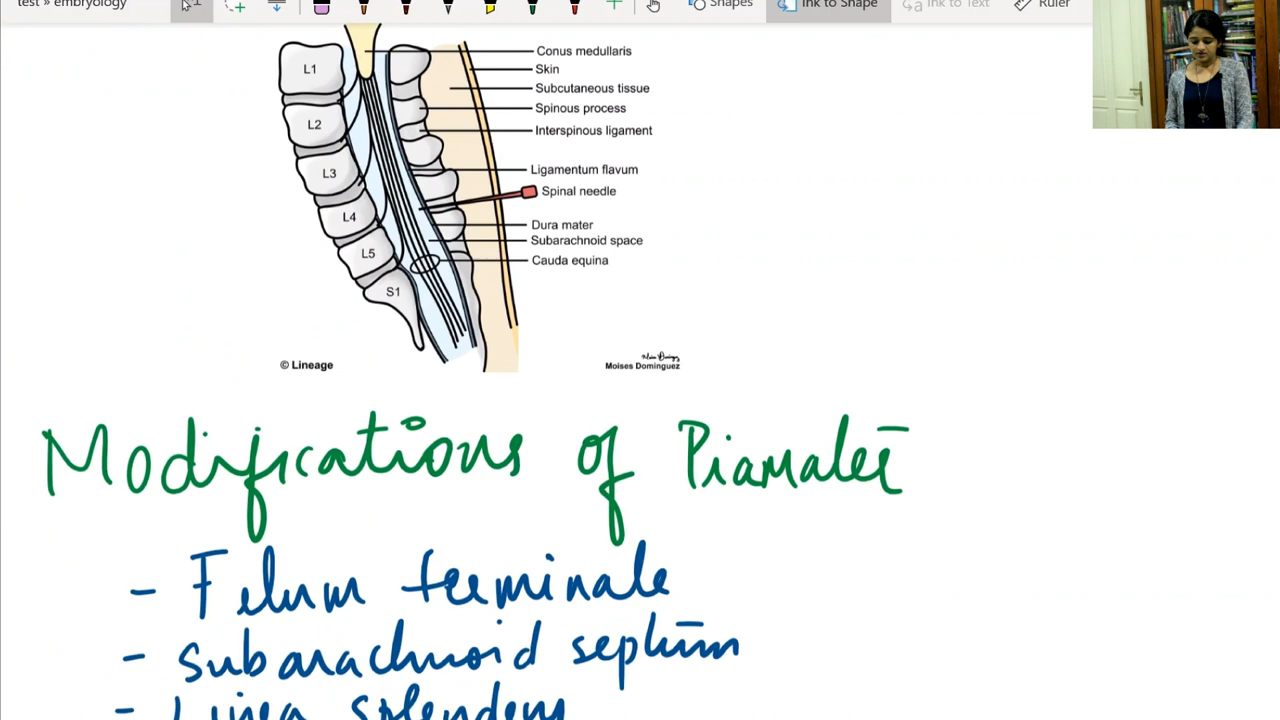 test » embryology
Shapes
Ink to Shape
Ink to Text
Ruler
Conus medullaris
L1
Skin
Subcutaneous tissue
Spinous process
L2
Interspinous ligament
L3
Ligamentum flavum
Spinal needle
L4
Dura mater
Subarachnoid space
L5
Cauda equina
S1
© Lineage
Moises Dominguez
Modifications of Piamater
- Filum terminale
- Subarachnoid septum
- Linea splendens